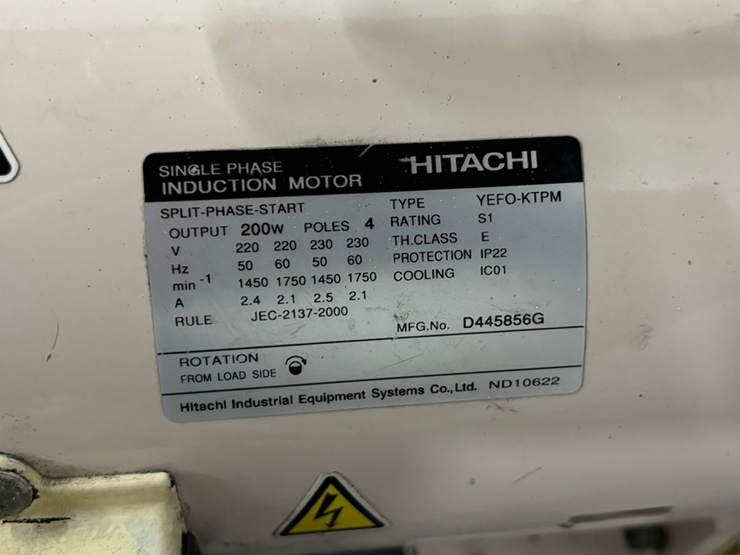 SINGLE PHASE
INDUCTION MOTOR
HITACHI
SPLIT-PHASE-START
OUTPUT 200W POLES 4
V 220 220 230 230
Hz 50 60 50 60
min -1 1450 1750 1450 1750
A 2.4 2.1 2.5 2.1
RULE JEC-2137-2000
TYPE YEFO-KTPM
RATING S1
TH.CLASS E
PROTECTION IP22
COOLING IC01
MFG.No. D445856G
ROTATION
FROM LOAD SIDE
Hitachi Industrial Equipment Systems Co.,Ltd. ND10622